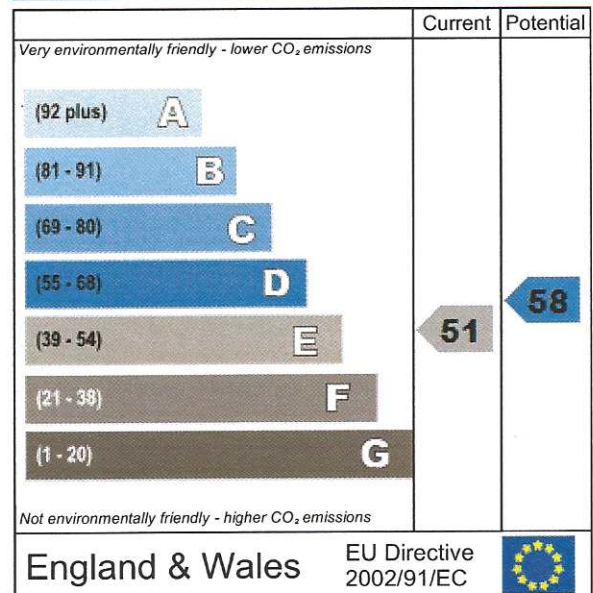 Current Potential
Very environmentally friendly - lower CO₂ emissions
(92 plus) A
(81 - 91) B
(69 - 80) C
(55 - 68) D
58
(39 - 54) E
51
(21 - 38) F
(1 - 20) G
Not environmentally friendly - higher CO₂ emissions
England & Wales
EU Directive
2002/91/EC